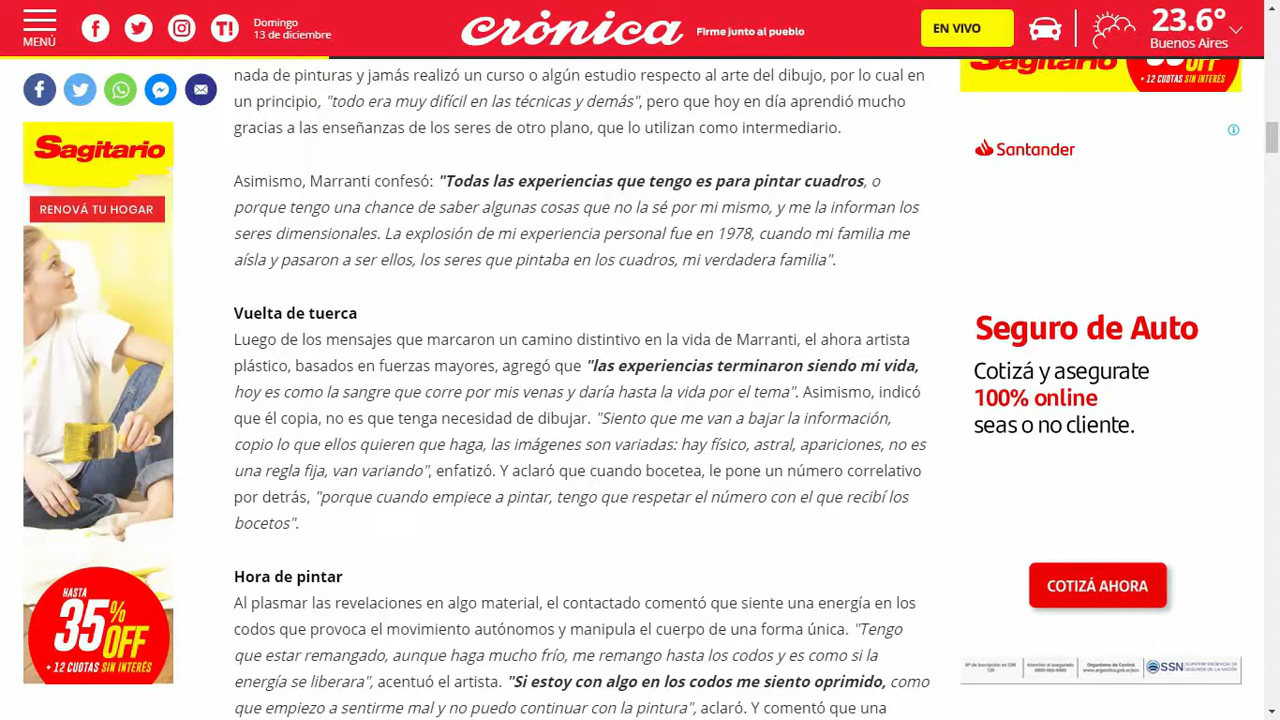 MENÚ
Domingo
13 de diciembre
crónica
Firme junto al pueblo
EN VIVO
23.6°
Buenos Aires
Sagitario
RENOVÁ TU HOGAR
HASTA
35% OFF
+ 12 CUOTAS SIN INTERÉS
nada de pinturas y jamás realizó un curso o algún estudio respecto al arte del dibujo, por lo cual en
un principio, "todo era muy difícil en las técnicas y demás", pero que hoy en día aprendió mucho
gracias a las enseñanzas de los seres de otro plano, que lo utilizan como intermediario.
Asimismo, Marranti confesó: "Todas las experiencias que tengo es para pintar cuadros, o
porque tengo una chance de saber algunas cosas que no la sé por mi mismo, y me la informan los
seres dimensionales. La explosión de mi experiencia personal fue en 1978, cuando mi familia me
aísla y pasaron a ser ellos, los seres que pintaba en los cuadros, mi verdadera familia".
Vuelta de tuerca
Luego de los mensajes que marcaron un camino distintivo en la vida de Marranti, el ahora artista
plástico, basados en fuerzas mayores, agregó que "las experiencias terminaron siendo mi vida,
hoy es como la sangre que corre por mis venas y daría hasta la vida por el tema". Asimismo, indicó
que él copia, no es que tenga necesidad de dibujar. "Siento que me van a bajar la información,
copio lo que ellos quieren que haga, las imágenes son variadas: hay físico, astral, apariciones, no es
una regla fija, van variando", enfatizó. Y aclaró que cuando bocetea, le pone un número correlativo
por detrás, "porque cuando empiece a pintar, tengo que respetar el número con el que recibí los
bocetos".
Hora de pintar
Al plasmar las revelaciones en algo material, el contactado comentó que siente una energía en los
codos que provoca el movimiento autónomos y manipula el cuerpo de una forma única. "Tengo
que estar remangado, aunque haga mucho frío, me remango hasta los codos y es como si la
energía se liberase", relató el artista. "Si estoy con algo en los codos me siento oprimido, como
que empiezo a sentirme mal y no puedo continuar con la pintura", aclaró. Y comentó que una
Sagitario
+ 12 CUOTAS SIN INTERÉS
Santander
Seguro de Auto
Cotizá y asegurate
100% online
seas o no cliente.
COTIZÁ AHORA
SSN